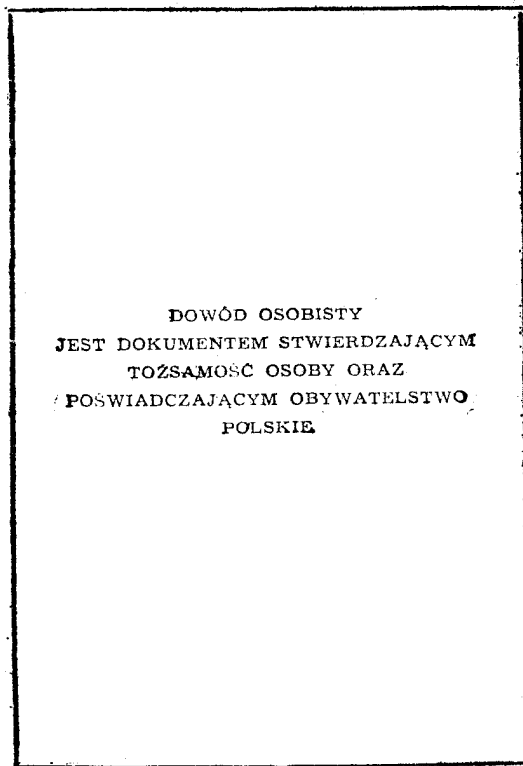 DOWÓD OSOBISTY
JEST DOKUMENTEM STWIERDZAJĄCYM
TOŻSAMOŚĆ OSOBY ORAZ
POŚWIADCZAJĄCYM OBYWATELSTWO
POLSKIE